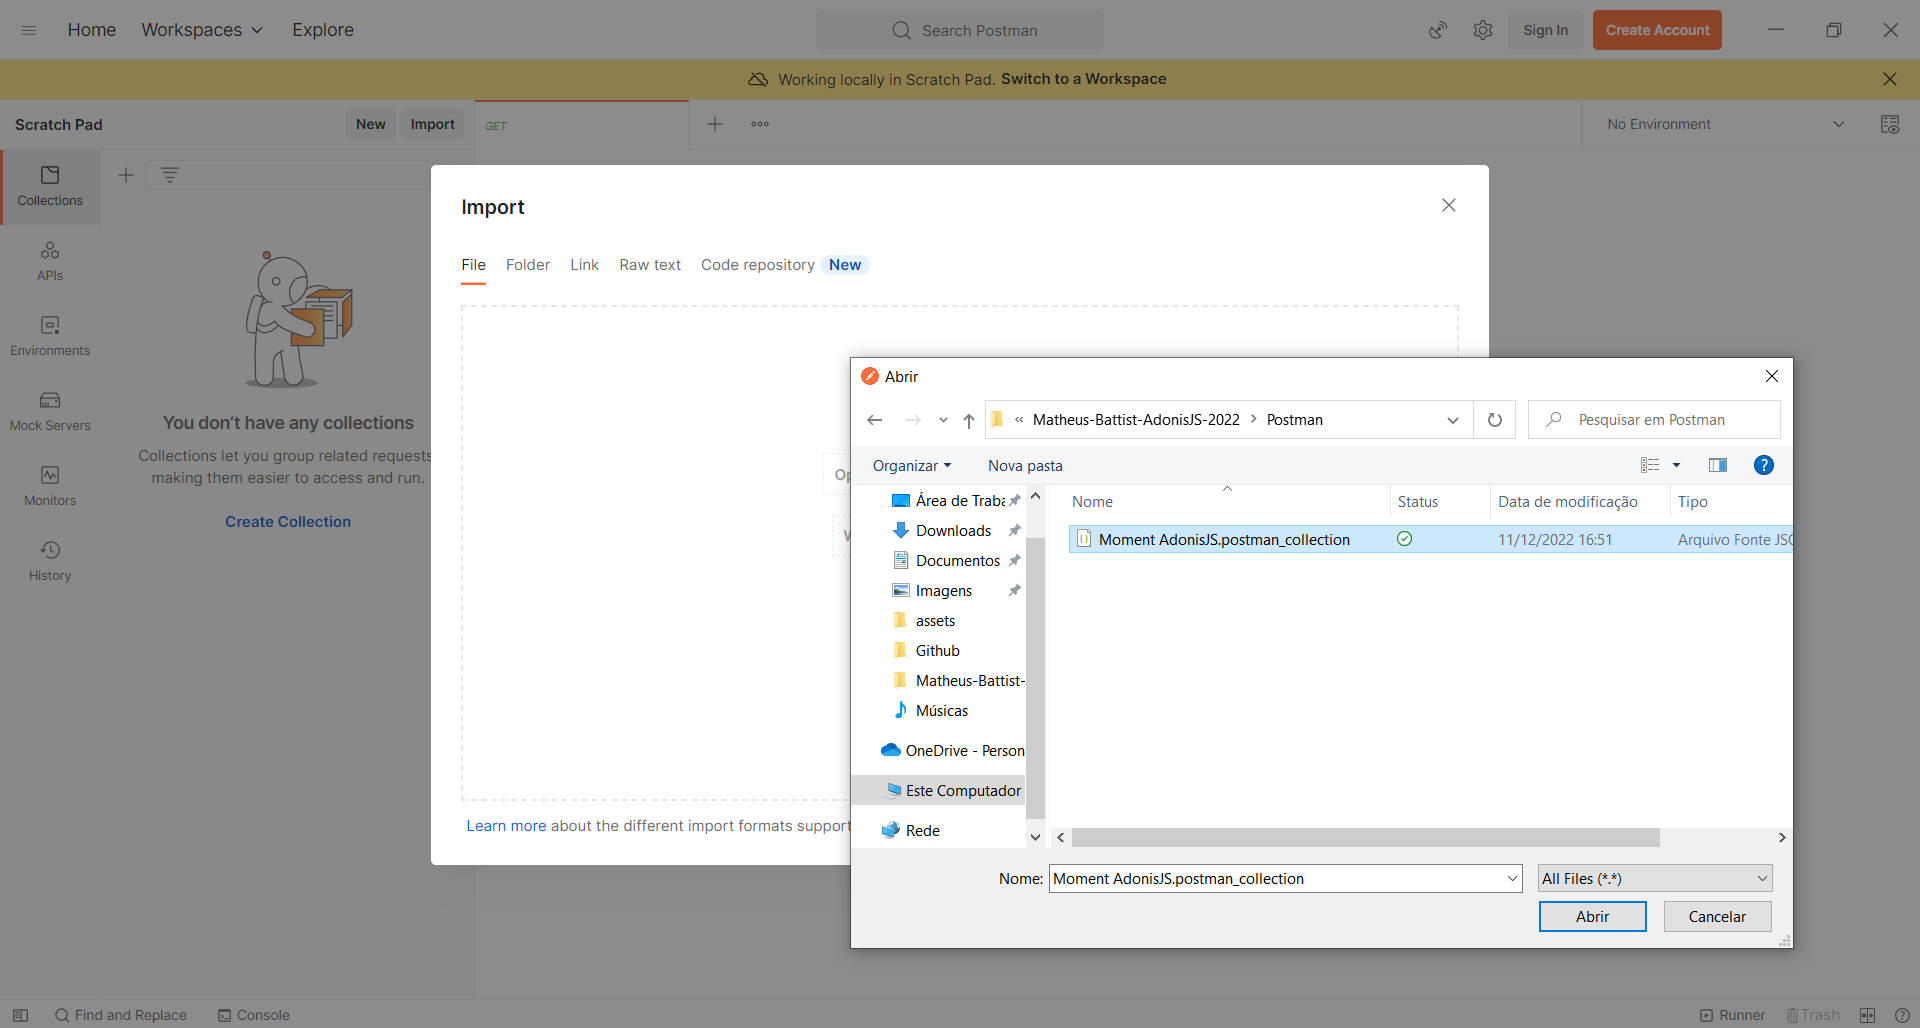 Home Workspaces Explore Search Postman Sign In Create Account
Working locally in Scratch Pad. Switch to a Workspace
Scratch Pad New Import GET No Environment
Collections
APIs
Environments
Mock Servers
Monitors
History
You don't have any collections
Collections let you group related requests
making them easier to access and run.
Create Collection
Import
File Folder Link Raw text Code repository New
Learn more about the different import formats support
Abrir
« Matheus-Battist-AdonisJS-2022 > Postman Pesquisar em Postman
Organizar Nova pasta
Área de Traba
Downloads
Documentos
Imagens
assets
Github
Matheus-Battist-
Músicas
OneDrive - Person
Este Computador
Rede
Nome Status Data de modificação Tipo
Moment AdonisJS.postman_collection 11/12/2022 16:51 Arquivo Fonte JSO
Nome: Moment AdonisJS.postman_collection All Files (*.*)
Abrir Cancelar
Find and Replace Console Runner Trash